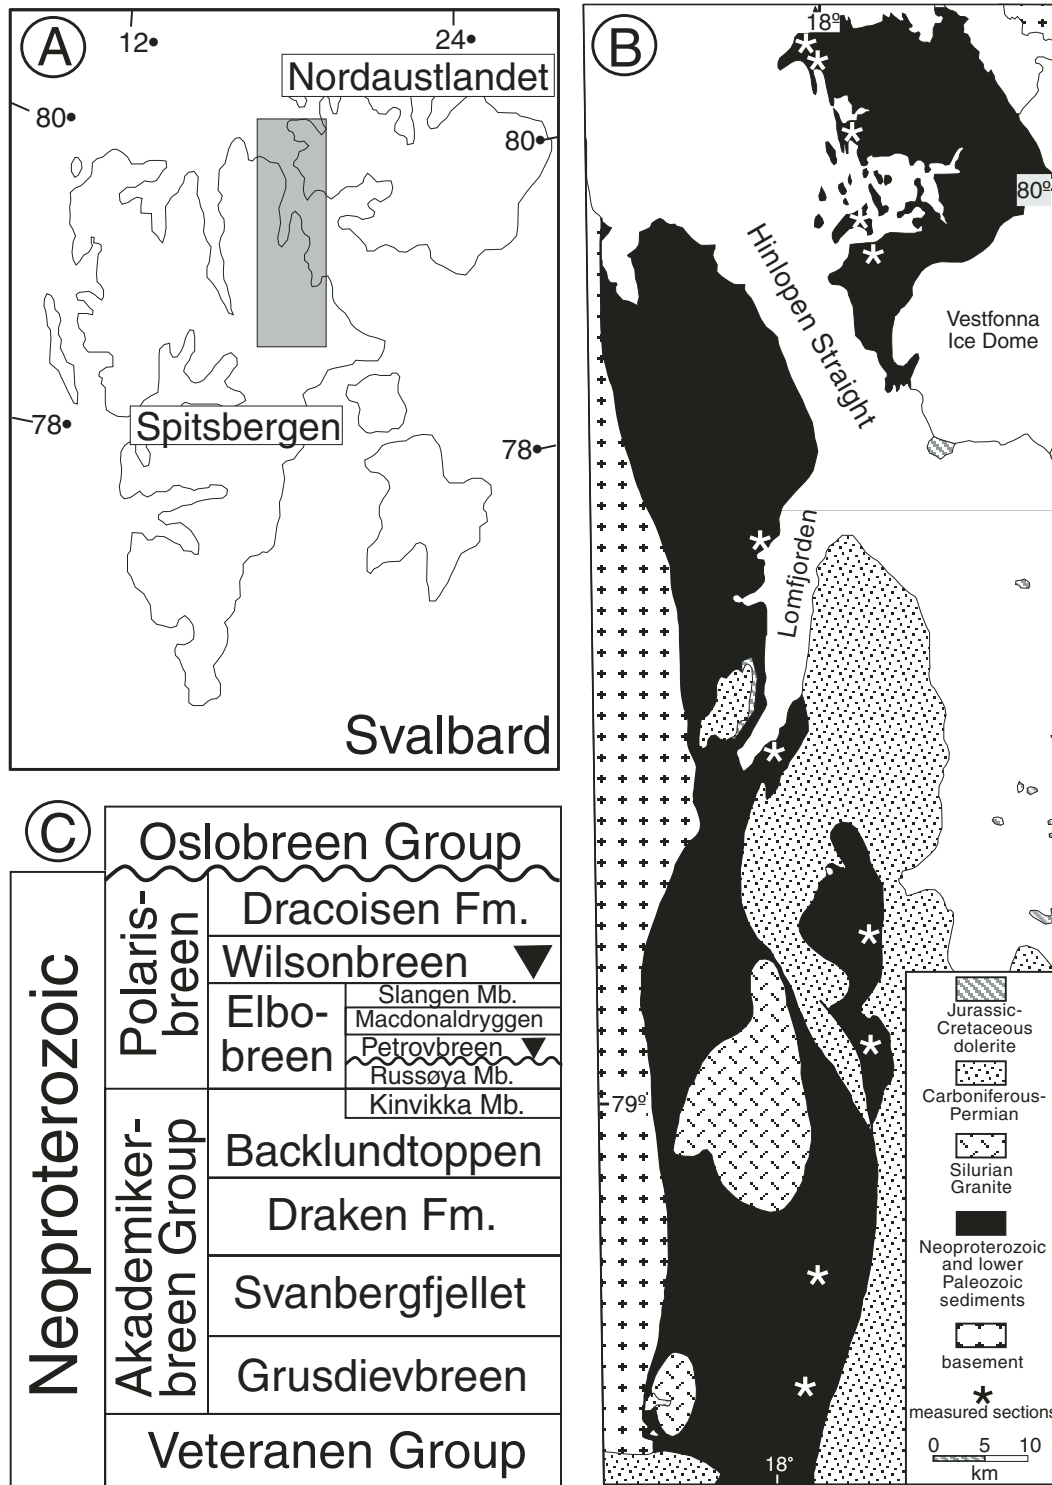 A
12•
24•
Nordaustlandet
80•
80•
78•
Spitsbergen
78•
Svalbard
B
18º
80º
Hinlopen Straight
Vestfonna
Ice Dome
Lomfjorden
79º
18°
Jurassic-
Cretaceous
dolerite
Carboniferous-
Permian
Silurian
Granite
Neoproterozoic
and lower
Paleozoic
sediments
basement
measured sections
0 5 10
km
C
Oslobreen Group
Neoproterozoic
Polaris-
breen
Dracoisen Fm.
Wilsonbreen
Elbo-
breen
Slangen Mb.
Macdonaldryggen
Petrovbreen
Russøya Mb.
Kinvikka Mb.
Akademiker-
breen Group
Backlundtoppen
Draken Fm.
Svanbergfjellet
Grusdievbreen
Veteranen Group